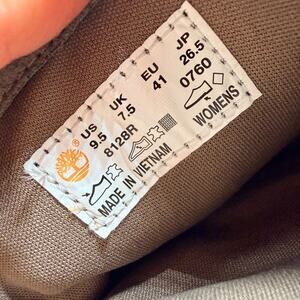 US UK EU JP
9.5 7.5 41 26.5
8128R 0760
MADE IN VIETNAM WOMENS